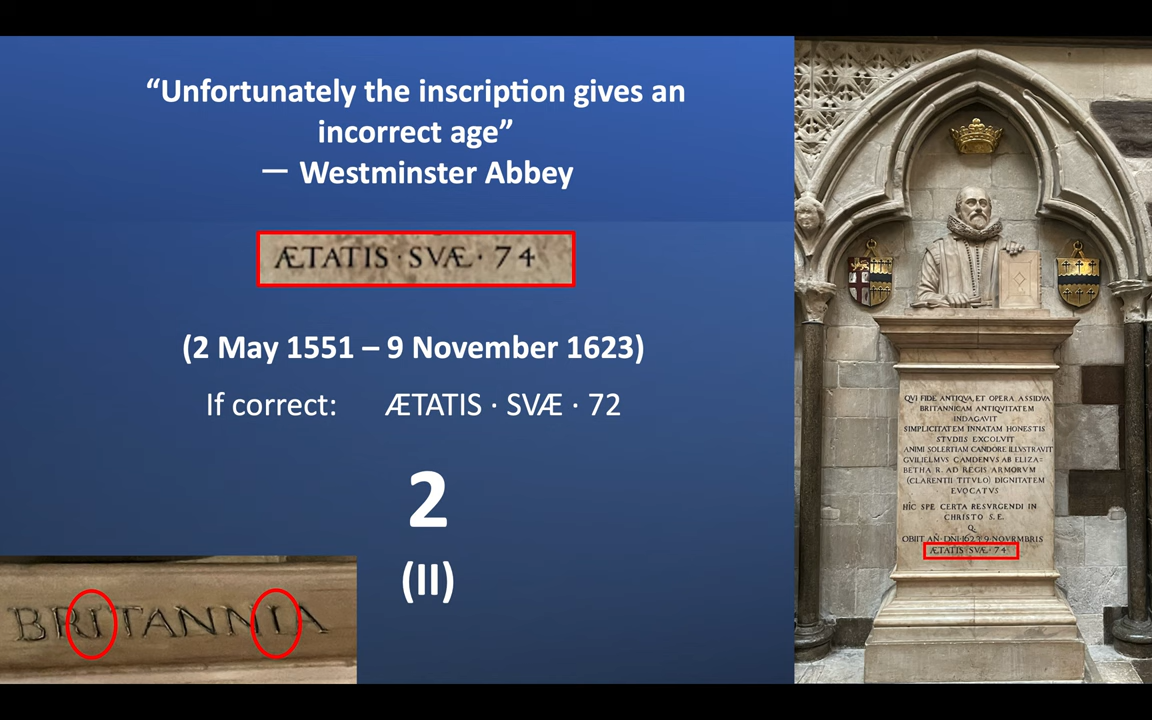 “Unfortunately the inscription gives an
incorrect age”
— Westminster Abbey
ÆTATIS · SVÆ · 74
(2 May 1551 – 9 November 1623)
If correct: ÆTATIS · SVÆ · 72
2
(II)
BRITANNIA
QVI FIDE ANTIQVA, ET OPERA ASSIDVA
BRITANNICAM ANTIQVITATEM
INDAGAVIT
SIMPLICITATEM INNATAM HONESTIS
STVDIIS EXCOLVIT
ANIMI SOLERTIAM CANDORE ILLVSTRAVIT
GVILIELMVS CAMDENVS AB ELIZA=
BETHA R. AD REGIS ARMORVM
(CLARENTII TITVLO) DIGNITATEM
EVOCATVS
HIC SPE CERTA RESVRGENDI IN
CHRISTO S. E.
Q.
OBIIT AÑ· DÑI· 1623· 9· NOVEMBRIS
ÆTATIS · SVÆ · 74